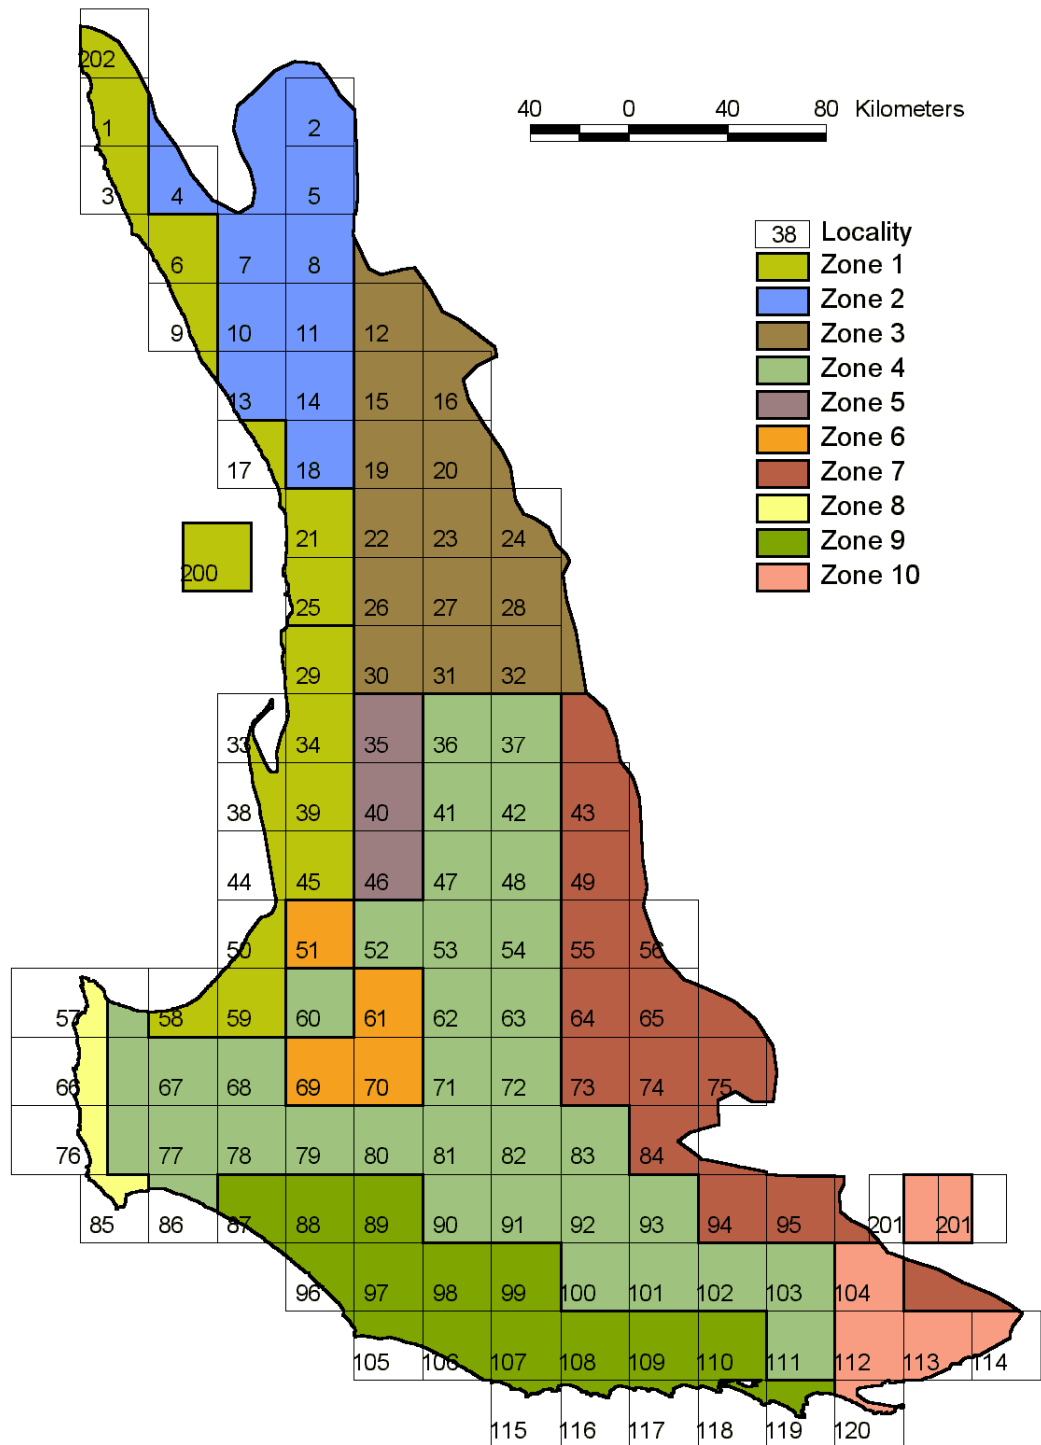 202
40 0 40 80 Kilometers
1 2
3 4 5
38 Locality
Zone 1
Zone 2
Zone 3
Zone 4
Zone 5
Zone 6
Zone 7
Zone 8
Zone 9
Zone 10
6 7 8
9 10 11 12
13 14 15 16
17 18 19 20
21 22 23 24
200
25 26 27 28
29 30 31 32
33 34 35 36 37
38 39 40 41 42 43
44 45 46 47 48 49
50 51 52 53 54 55 56
57 58 59 60 61 62 63 64 65
66 67 68 69 70 71 72 73 74 75
76 77 78 79 80 81 82 83 84
85 86 87 88 89 90 91 92 93 94 95 201 201
96 97 98 99 100 101 102 103 104
105 106 107 108 109 110 111 112 113 114
115 116 117 118 119 120